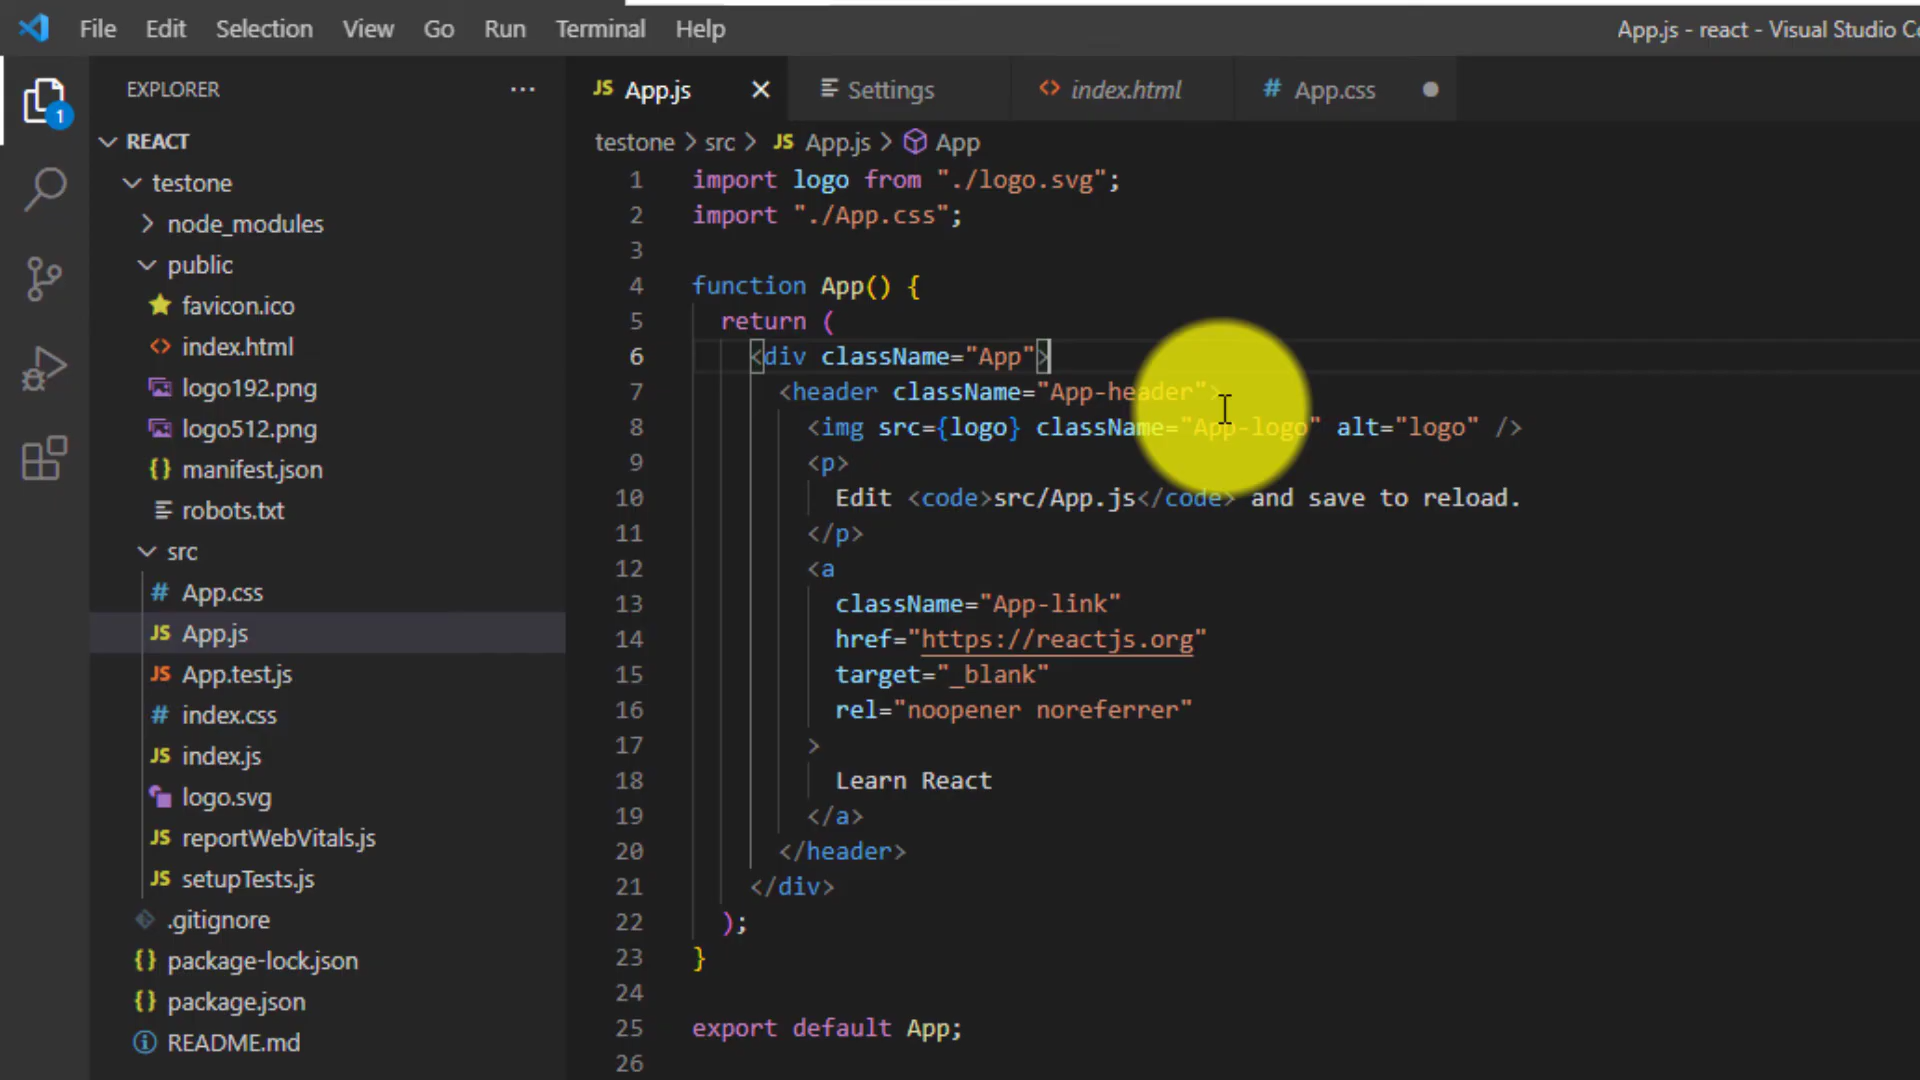 File Edit Selection View Go Run Terminal Help
App.js - react - Visual Studio Co
EXPLORER ···
1
REACT
testone
node_modules
public
favicon.ico
<> index.html
logo192.png
logo512.png
{} manifest.json
robots.txt
src
# App.css
JS App.js
JS App.test.js
# index.css
JS index.js
logo.svg
JS reportWebVitals.js
JS setupTests.js
.gitignore
{} package-lock.json
{} package.json
README.md
JS App.js Settings <> index.html # App.css
testone > src > JS App.js > App
1 import logo from "./logo.svg";
2 import "./App.css";
3
4 function App() {
5 return (
6 <div className="App">
7 <header className="App-header">
8 <img src={logo} className="App-logo" alt="logo" />
9 <p>
10 Edit <code>src/App.js</code> and save to reload.
11 </p>
12 <a
13 className="App-link"
14 href="https://reactjs.org"
15 target="_blank"
16 rel="noopener noreferrer"
17 >
18 Learn React
19 </a>
20 </header>
21 </div>
22 );
23 }
24
25 export default App;
26